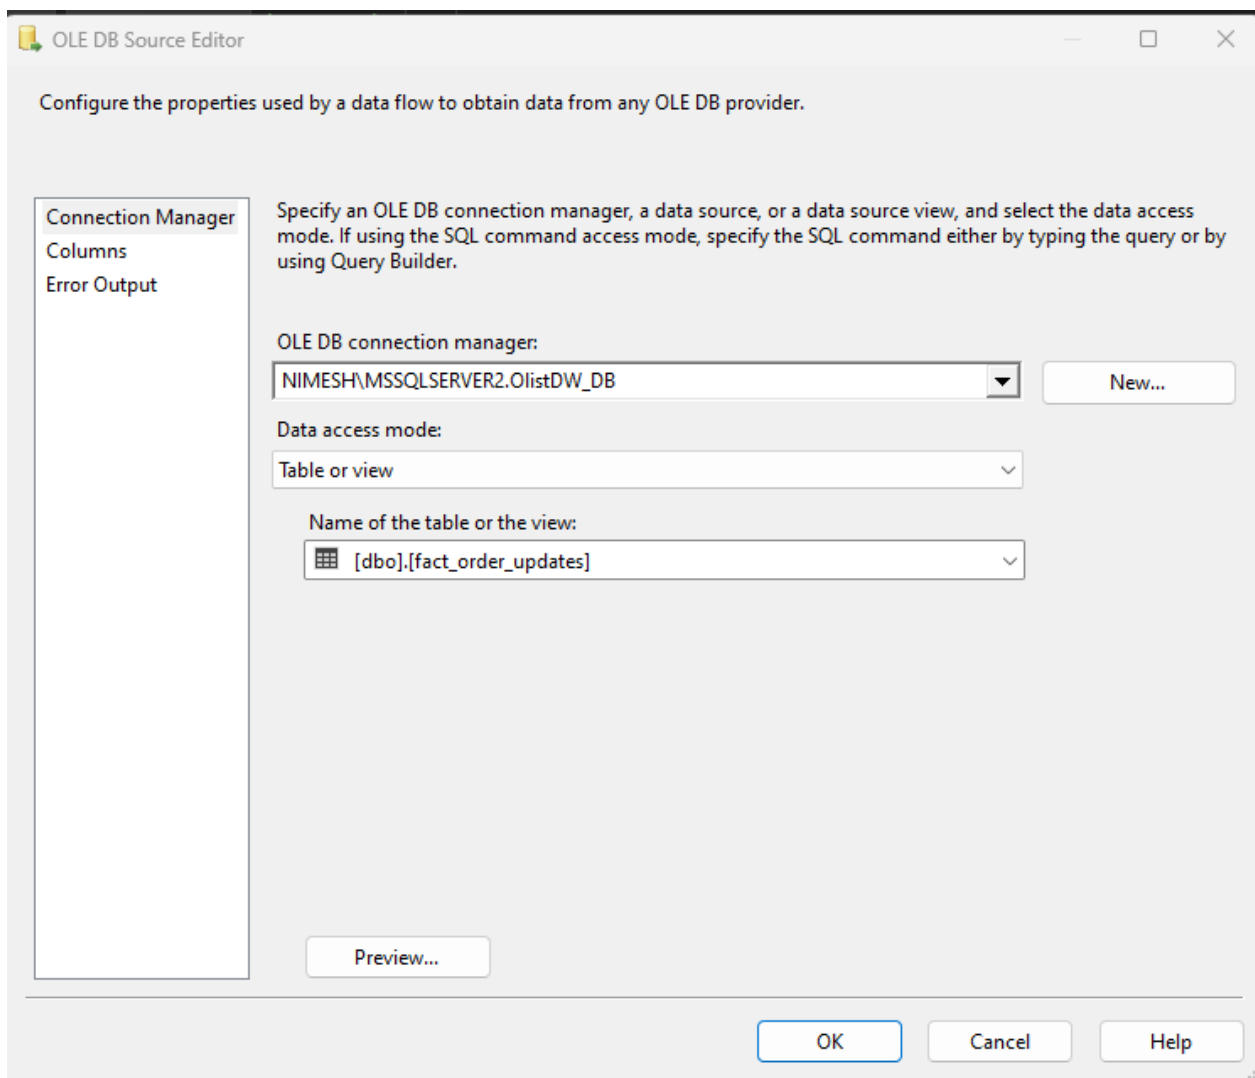 OLE DB Source Editor
Configure the properties used by a data flow to obtain data from any OLE DB provider.
Connection Manager
Columns
Error Output
Specify an OLE DB connection manager, a data source, or a data source view, and select the data access
mode. If using the SQL command access mode, specify the SQL command either by typing the query or by
using Query Builder.
OLE DB connection manager:
NIMESH\MSSQLSERVER2.OlistDW_DB
New...
Data access mode:
Table or view
Name of the table or the view:
[dbo].[fact_order_updates]
Preview...
OK
Cancel
Help